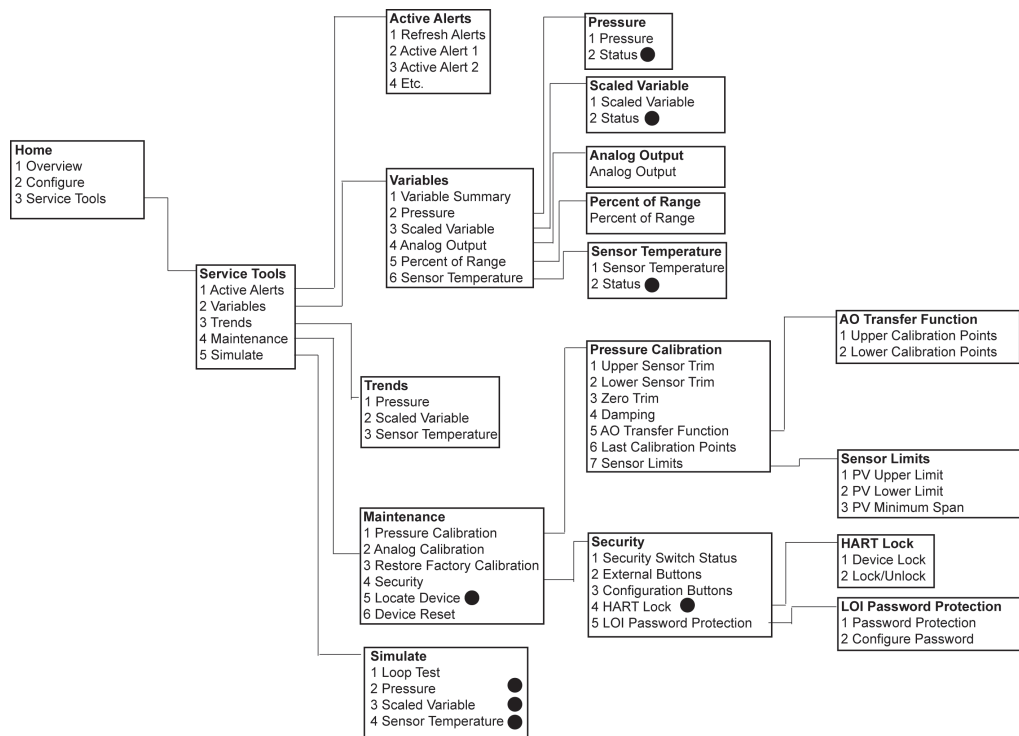 Home
1 Overview
2 Configure
3 Service Tools
Service Tools
1 Active Alerts
2 Variables
3 Trends
4 Maintenance
5 Simulate
Active Alerts
1 Refresh Alerts
2 Active Alert 1
3 Active Alert 2
4 Etc.
Variables
1 Variable Summary
2 Pressure
3 Scaled Variable
4 Analog Output
5 Percent of Range
6 Sensor Temperature
Trends
1 Pressure
2 Scaled Variable
3 Sensor Temperature
Maintenance
1 Pressure Calibration
2 Analog Calibration
3 Restore Factory Calibration
4 Security
5 Locate Device
6 Device Reset
Simulate
1 Loop Test
2 Pressure
3 Scaled Variable
4 Sensor Temperature
Pressure
1 Pressure
2 Status
Scaled Variable
1 Scaled Variable
2 Status
Analog Output
Analog Output
Percent of Range
Percent of Range
Sensor Temperature
1 Sensor Temperature
2 Status
Pressure Calibration
1 Upper Sensor Trim
2 Lower Sensor Trim
3 Zero Trim
4 Damping
5 AO Transfer Function
6 Last Calibration Points
7 Sensor Limits
Security
1 Security Switch Status
2 External Buttons
3 Configuration Buttons
4 HART Lock
5 LOI Password Protection
AO Transfer Function
1 Upper Calibration Points
2 Lower Calibration Points
Sensor Limits
1 PV Upper Limit
2 PV Lower Limit
3 PV Minimum Span
HART Lock
1 Device Lock
2 Lock/Unlock
LOI Password Protection
1 Password Protection
2 Configure Password